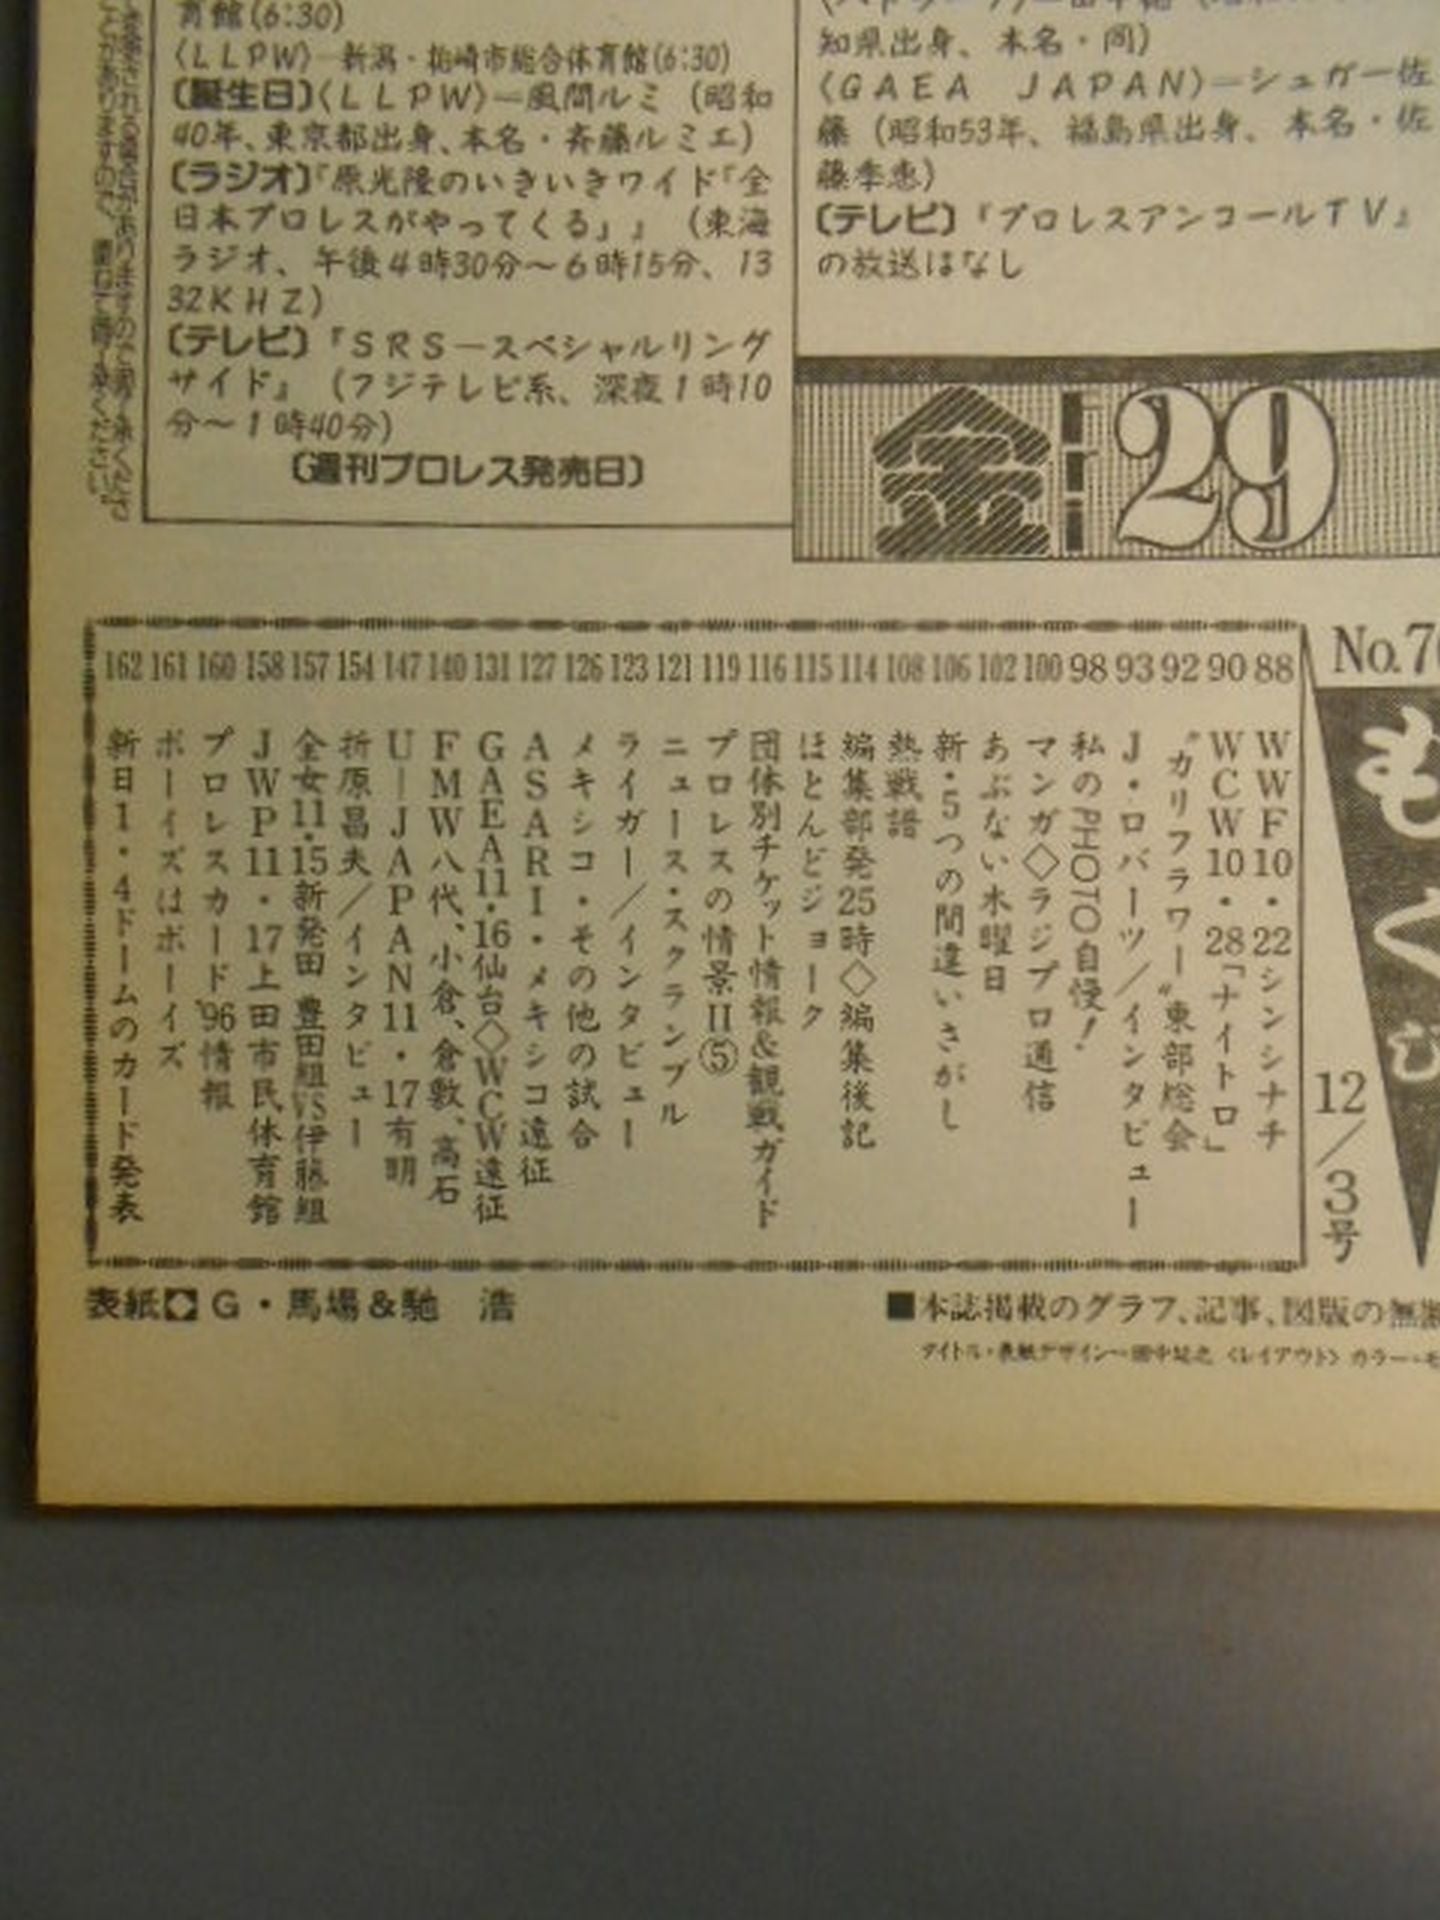 育館(6:30)
〈LLPW〉―新潟・柏崎市総合体育館(6:30)
〔誕生日〕〈LLPW〉―風間ルミ（昭和
40年、東京都出身、本名・斉藤ルミエ）
〔ラジオ〕『原光隆のいきいきワイド「全
日本プロレスがやってくる」』（東海
ラジオ、午後4時30分～6時15分、13
32KHZ）
〔テレビ〕『SRS―スペシャルリング
サイド』（フジテレビ系、深夜1時10
分～1時40分）
〔週刊プロレス発売日〕
知県出身、本名・同）
〈GAEA JAPAN〉―シュガー佐
藤（昭和53年、福島県出身、本名・佐
藤季恵）
〔テレビ〕『プロレスアンコールTV』
の放送はなし
金 Fri 29
No.7
もくじ
12/3号
88 WWF10・22シンシナチ
90 WCW10・28「ナイトロ」
92 〝カリフラワー〟東部総会
93 J・ロバーツ/インタビュー
98 私のPHOTO自慢!
100 マンガ◇ラジプロ通信
102 あぶない木曜日
106 新・5つの間違いさがし
108 熱戦譜
114 編集部発25時◇編集後記
115 ほとんどジョーク
116 団体別チケット情報&観戦ガイド
119 プロレスの情景II⑤
121 ニュース・スクランブル
123 ライガー/インタビュー
126 メキシコ・その他の試合
127 ASARI・メキシコ遠征
131 GAEA11・16仙台◇WCW遠征
140 FMW八代、小倉、倉敷、高石
147 U―JAPAN11・17有明
154 折原昌夫/インタビュー
157 全女11・15新発田 豊田組VS伊藤組
158 JWP11・17上田市民体育館
160 プロレスカード'96情報
161 ボーイズはボーイズ
162 新日1・4ドームのカード発表
表紙◆G・馬場&馳 浩
■本誌掲載のグラフ、記事、図版の無断